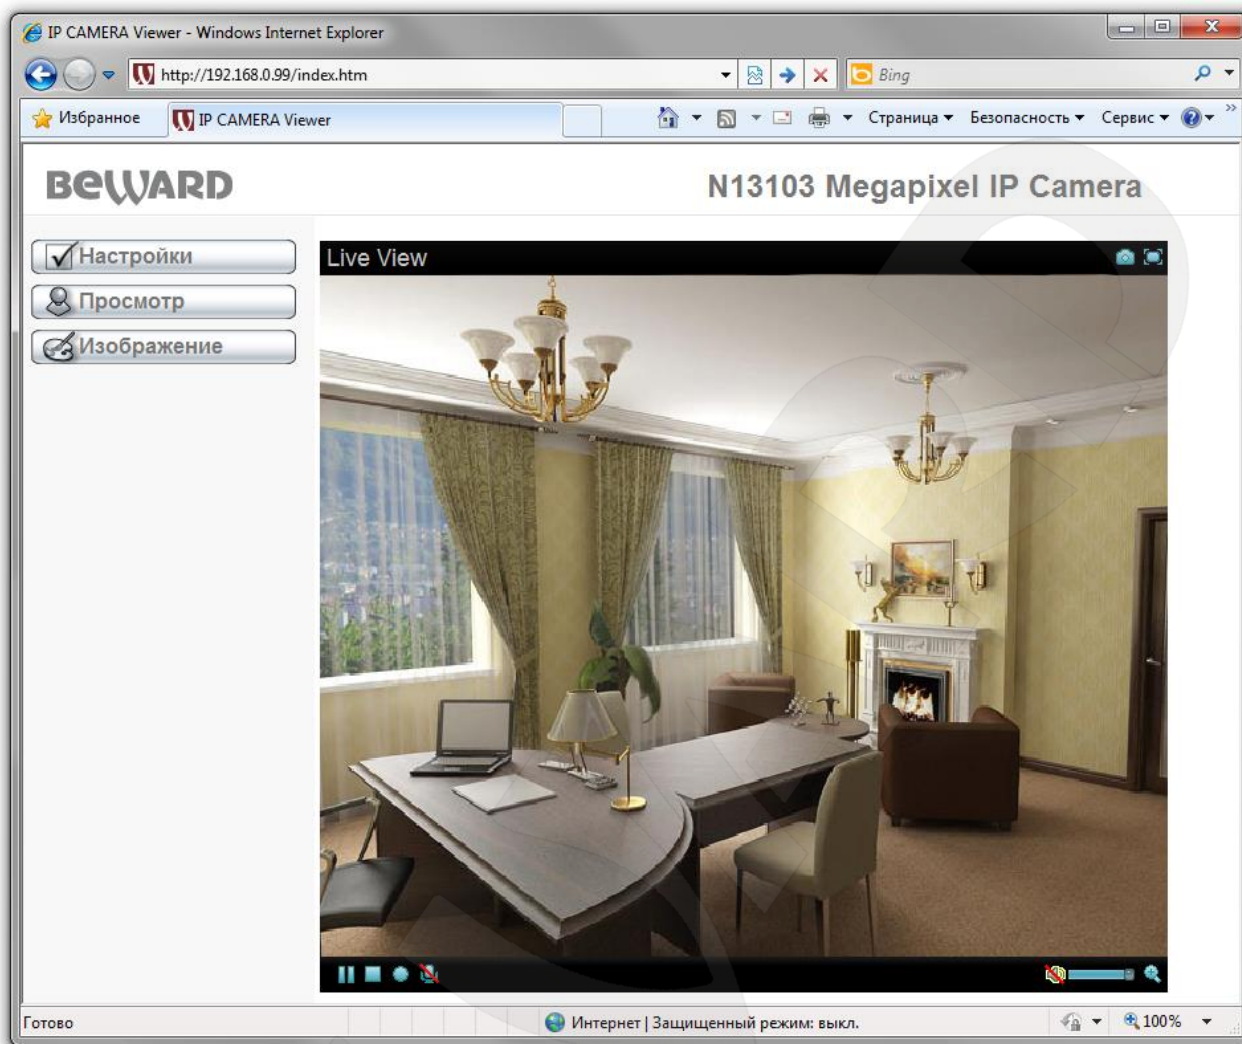 IP CAMERA Viewer - Windows Internet Explorer
http://192.168.0.99/index.htm
Bing
Избранное
IP CAMERA Viewer
Страница
Безопасность
Сервис
BEWARD
N13103 Megapixel IP Camera
Настройки
Просмотр
Изображение
Live View
Готово
Интернет | Защищенный режим: выкл.
100%